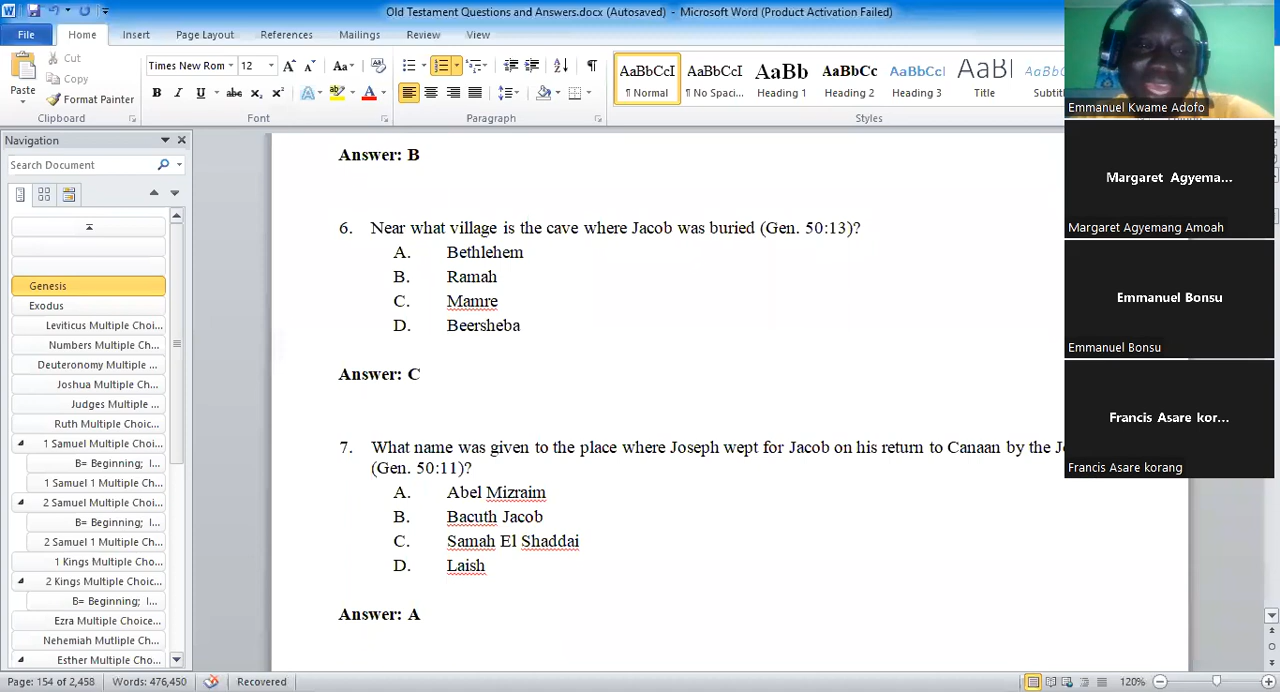 Old Testament Questions and Answers.docx (Autosaved) - Microsoft Word (Product Activation Failed)
File Home Insert Page Layout References Mailings Review View
Cut
Copy
Format Painter
Paste
Clipboard
Times New Rom 12
Font
Paragraph
AaBbCcI AaBbCcI AaBb AaBbCc AaBbCcI AaBl
¶ Normal ¶ No Spaci... Heading 1 Heading 2 Heading 3 Title
Styles
Navigation
Search Document
Genesis
Exodus
Leviticus Multiple Choi...
Numbers Multiple Ch...
Deuteronomy Multiple ...
Joshua Multiple Ch...
Judges Multiple ...
Ruth Multiple Choic...
1 Samuel Multiple Choi...
B= Beginning; I...
1 Samuel 1 Multiple Ch...
2 Samuel Multiple Choi...
B= Beginning; I...
2 Samuel 1 Multiple Ch...
1 Kings Multiple Cho...
2 Kings Multiple Choic...
B= Beginning; I...
Ezra Multiple Choice...
Nehemiah Mutliple Ch...
Esther Multiple Cho...
Answer: B
6. Near what village is the cave where Jacob was buried (Gen. 50:13)?
A. Bethlehem
B. Ramah
C. Mamre
D. Beersheba
Answer: C
7. What name was given to the place where Joseph wept for Jacob on his return to Canaan by the
(Gen. 50:11)?
A. Abel Mizraim
B. Bacuth Jacob
C. Samah El Shaddai
D. Laish
Answer: A
Emmanuel Kwame Adofo
Margaret Agyema...
Margaret Agyemang Amoah
Emmanuel Bonsu
Emmanuel Bonsu
Francis Asare kor...
Francis Asare korang
Page: 154 of 2,458 Words: 476,450 Recovered 120%